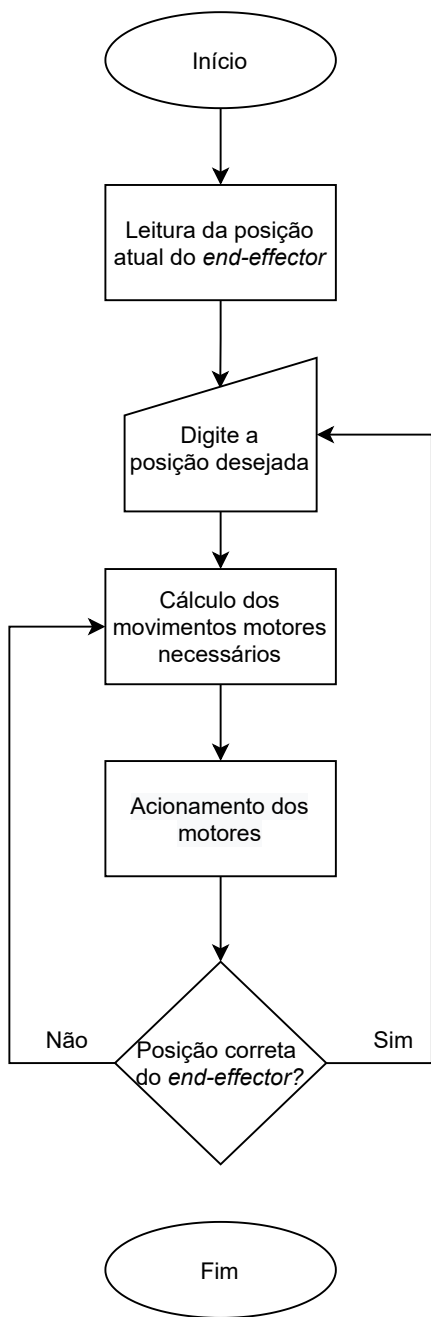 Início
Leitura da posição
atual do end-effector
Digite a
posição desejada
Cálculo dos
movimentos motores
necessários
Acionamento dos
motores
Não
Posição correta
do end-effector?
Sim
Fim